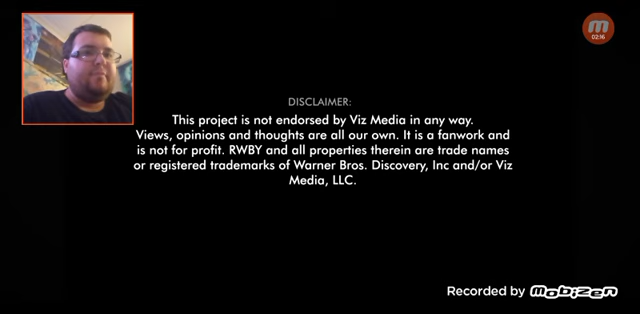 02:16
DISCLAIMER:
This project is not endorsed by Viz Media in any way.
Views, opinions and thoughts are all our own. It is a fanwork and
is not for profit. RWBY and all properties therein are trade names
or registered trademarks of Warner Bros. Discovery, Inc and/or Viz
Media, LLC.
Recorded by Mobizen